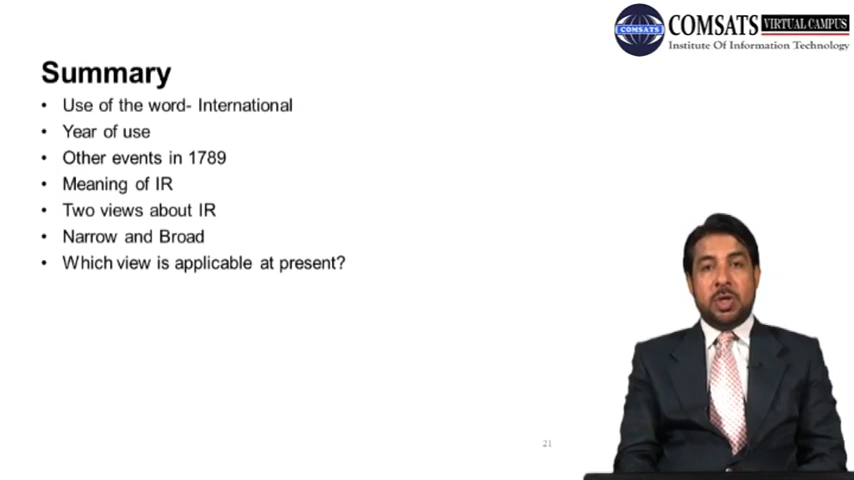 COMSATS VIRTUAL CAMPUS
COMSATS
Institute Of Information Technology
Summary
• Use of the word- International
• Year of use
• Other events in 1789
• Meaning of IR
• Two views about IR
• Narrow and Broad
• Which view is applicable at present?
21